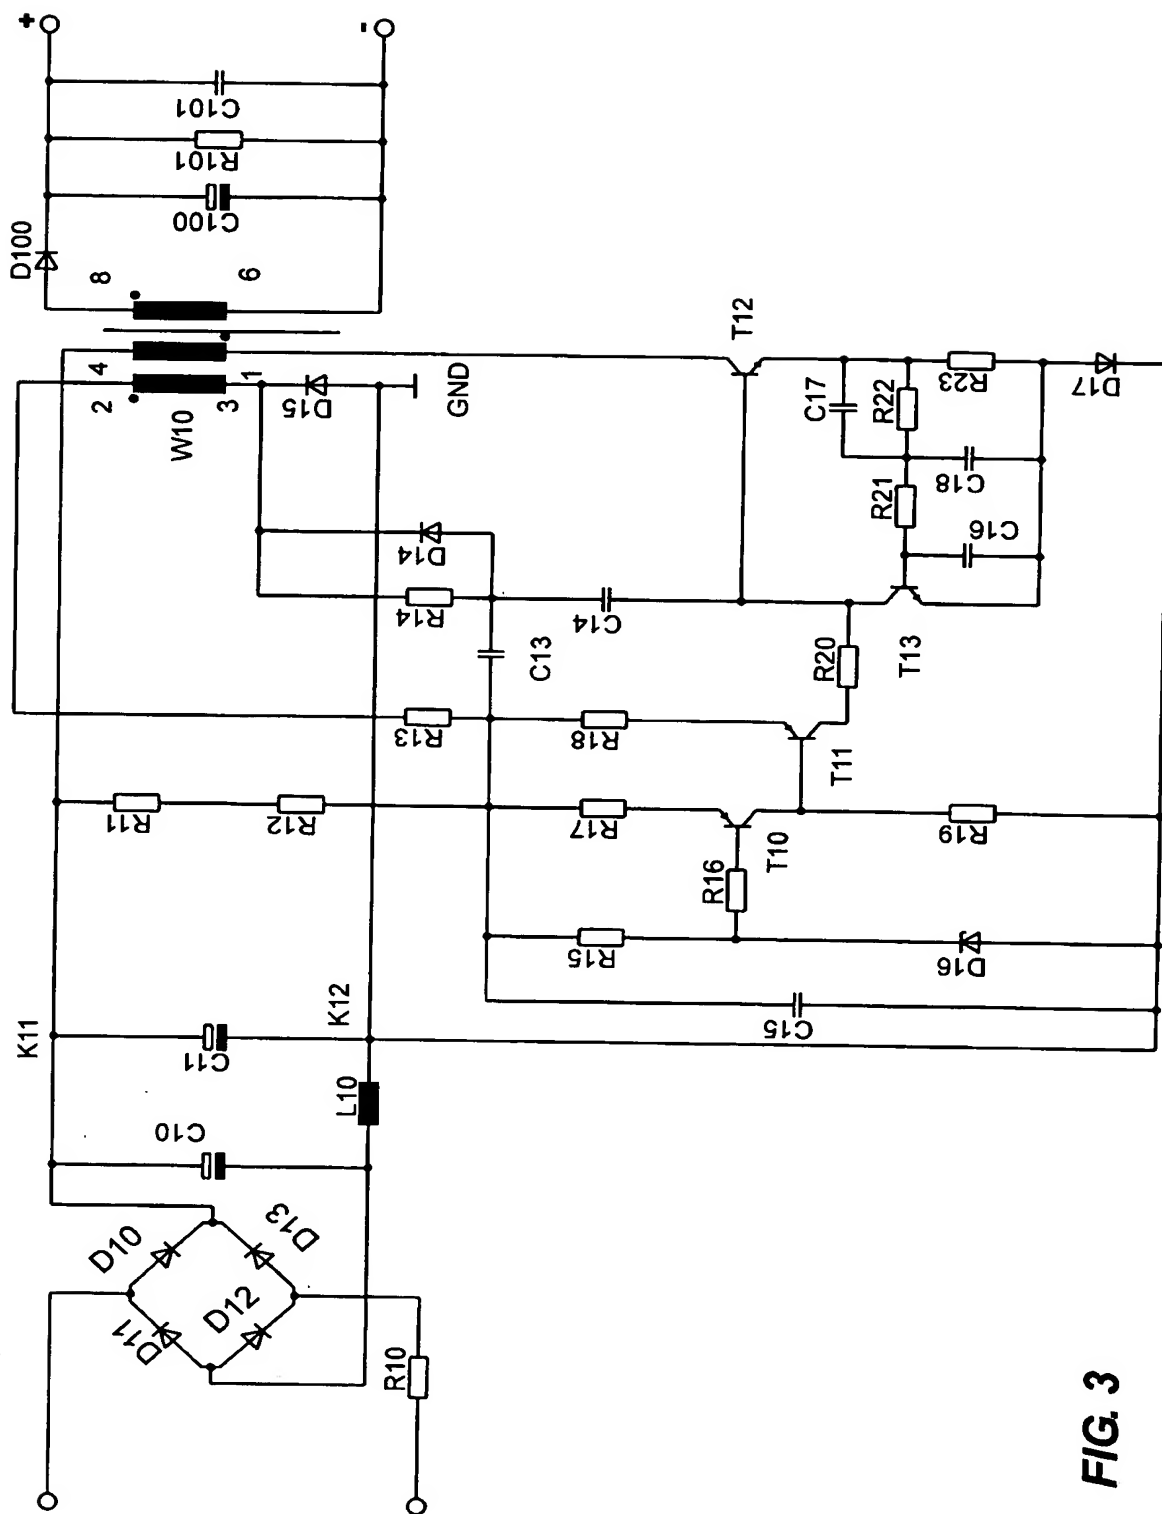 +
-
C101
R101
C100
D100
8
6
4
2
3
1
W10
D15
GND
T12
C17
R22
R23
D17
R21
C18
C16
D14
R14
C14
C13
R20
T13
R13
R18
T11
R11
R12
R17
T10
R19
R16
R15
D16
C15
K11
K12
C11
L10
C10
D10
D13
D11
D12
R10
FIG. 3